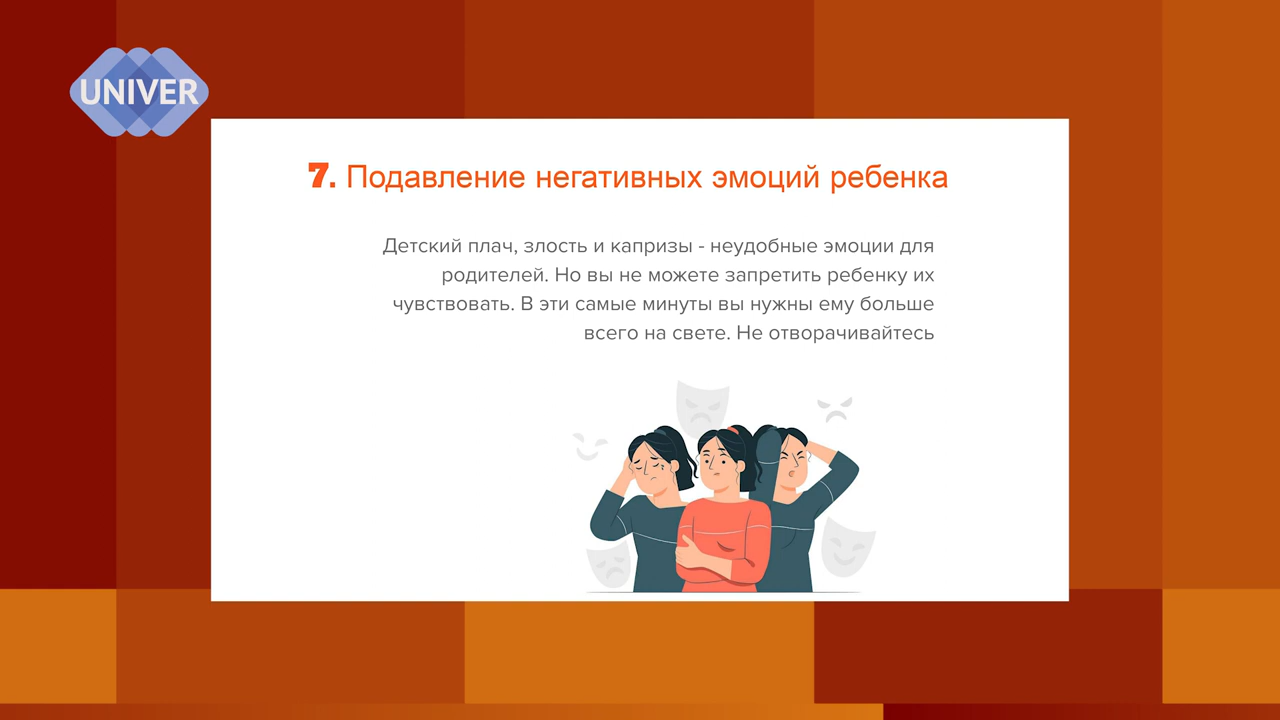 UNIVER
7. Подавление негативных эмоций ребенка
Детский плач, злость и капризы - неудобные эмоции для
родителей. Но вы не можете запретить ребенку их
чувствовать. В эти самые минуты вы нужны ему больше
всего на свете. Не отворачивайтесь